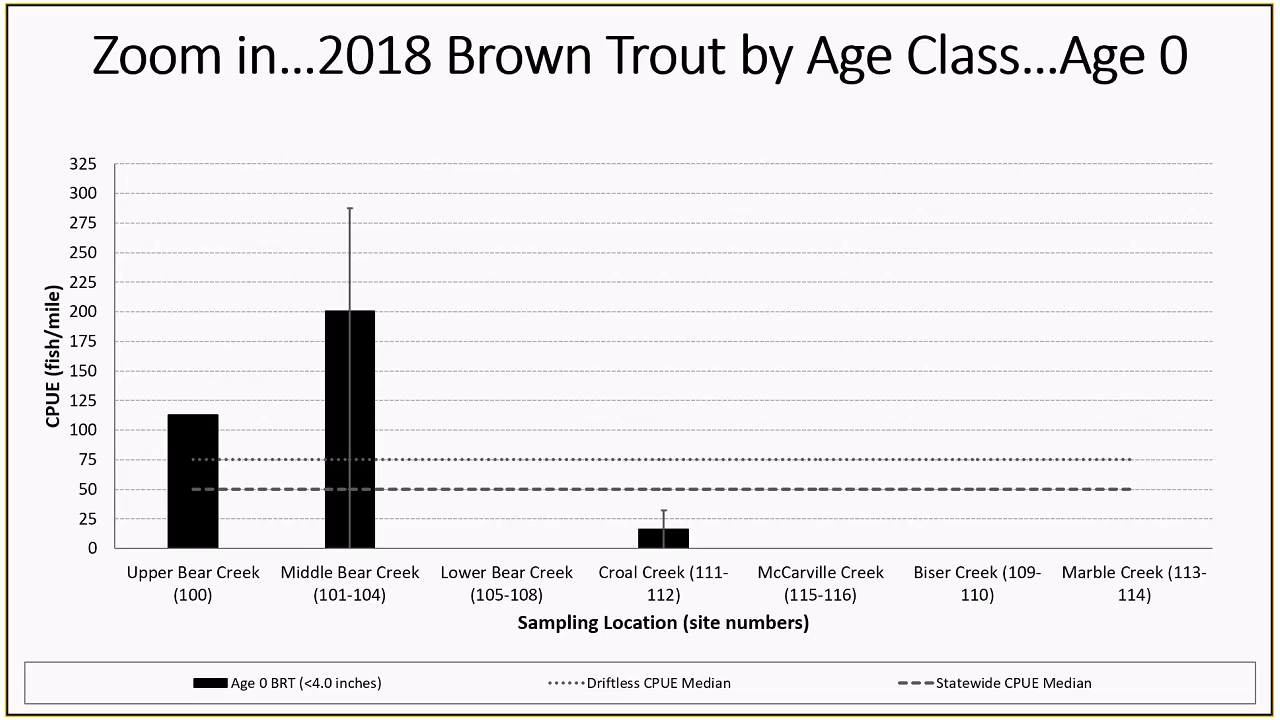 Zoom in...2018 Brown Trout by Age Class...Age 0
325
300
275
250
225
200
175
150
125
100
75
50
25
0
CPUE (fish/mile)
Upper Bear Creek
(100)
Middle Bear Creek
(101-104)
Lower Bear Creek
(105-108)
Croal Creek (111-
112)
McCarville Creek
(115-116)
Biser Creek (109-
110)
Marble Creek (113-
114)
Sampling Location (site numbers)
Age 0 BRT (<4.0 inches)
Driftless CPUE Median
Statewide CPUE Median